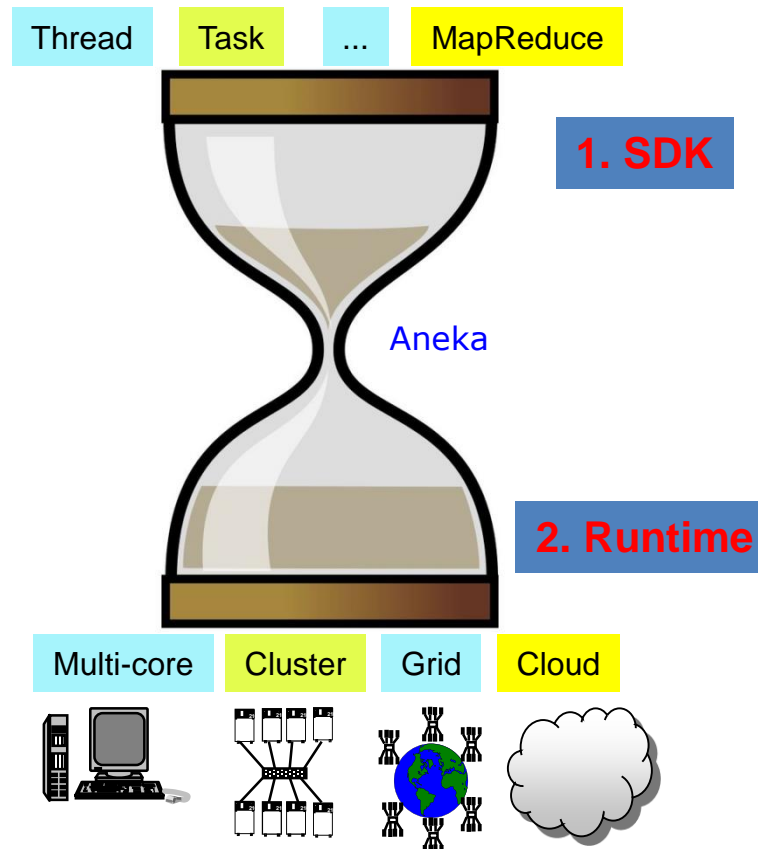 Thread Task ... MapReduce
1. SDK
Aneka
2. Runtime
Multi-core Cluster Grid Cloud